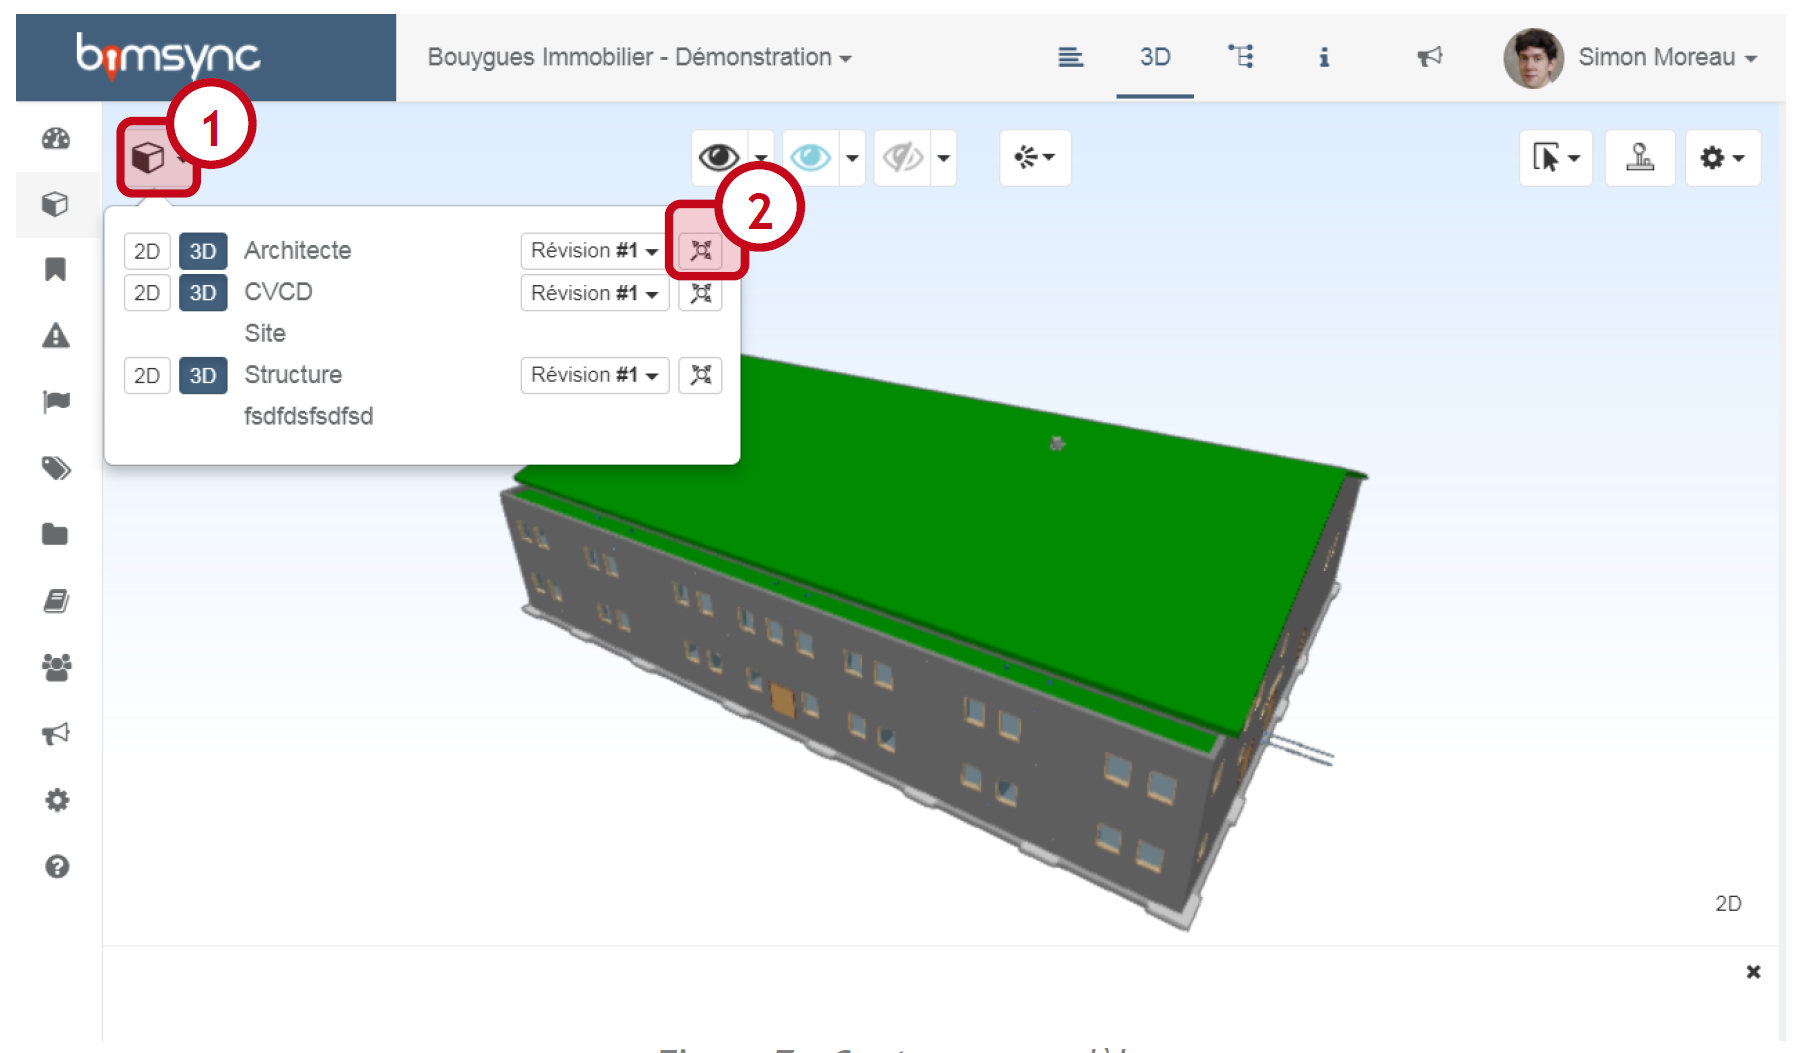 bimsync
Bouygues Immobilier - Démonstration
3D
Simon Moreau
1
2
2D 3D Architecte Révision #1
2D 3D CVCD Révision #1
Site
2D 3D Structure Révision #1
fsdfdsfsdfsd
2D